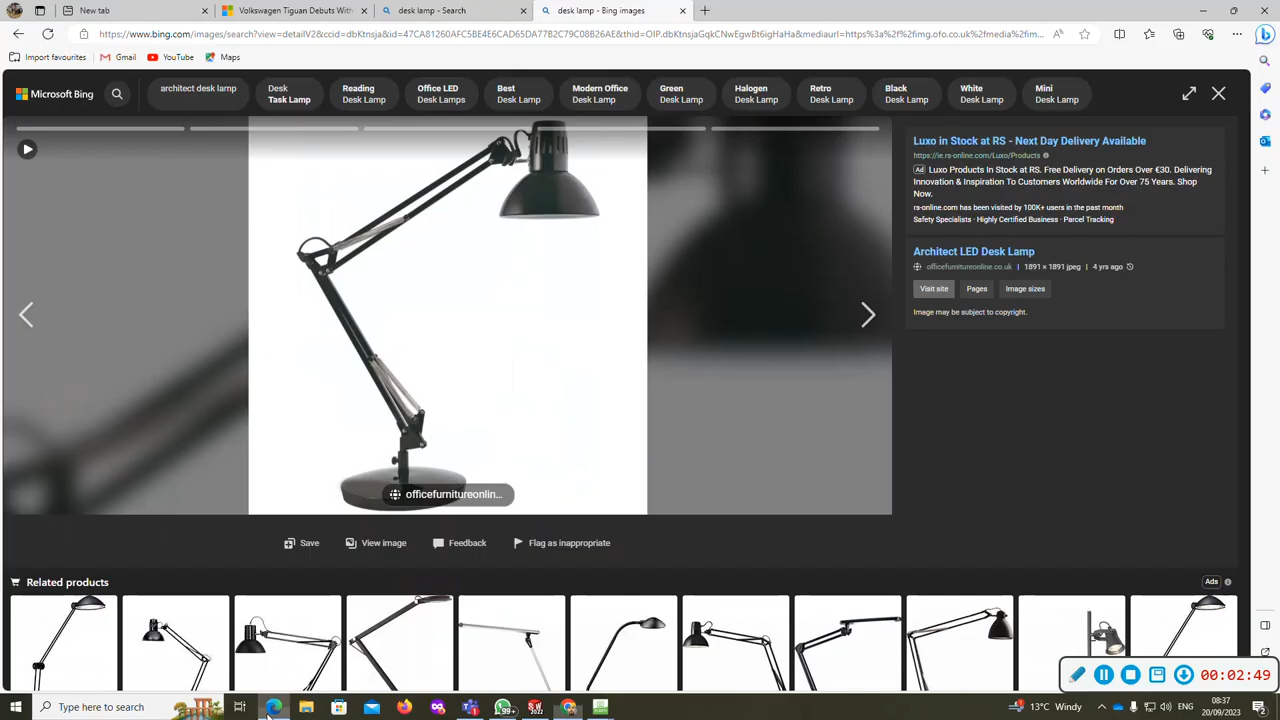 New tab
Volkswagen Tiguan Debuts With
desk lamp - Search
desk lamp - Bing images
https://www.bing.com/images/search?view=detailV2&ccid=dbKtnsja&id=47CA81260AFC5BE4E6CAD65DA77B2C79C08B26AE&thid=OIP.dbKtnsjaGqkCNwEgwBt6igHaHa&mediaurl=https%3a%2f%2fimg.ofo.co.uk%2fmedia%2fm...
Import favourites
Gmail
YouTube
Maps
Microsoft Bing
architect desk lamp
Desk
Task Lamp
Reading
Desk Lamp
Office LED
Desk Lamps
Best
Desk Lamp
Modern Office
Desk Lamp
Green
Desk Lamp
Halogen
Desk Lamp
Retro
Desk Lamp
Black
Desk Lamp
White
Desk Lamp
Mini
Desk Lamp
Luxo in Stock at RS - Next Day Delivery Available
https://ie.rs-online.com/Luxo/Products
Ad Luxo Products In Stock at RS. Free Delivery on Orders Over €30. Delivering
Innovation & Inspiration To Customers Worldwide For Over 75 Years. Shop
Now.
rs-online.com has been visited by 100K+ users in the past month
Safety Specialists · Highly Certified Business · Parcel Tracking
Architect LED Desk Lamp
officefurnitureonline.co.uk | 1891 × 1891 jpeg | 4 yrs ago
Visit site
Pages
Image sizes
Image may be subject to copyright.
officefurnitureonlin...
Save
View image
Feedback
Flag as inappropriate
Related products
Ads
00:02:49
Type here to search
99+
SW
2022
13°C Windy
ENG
08:37
20/09/2023
2